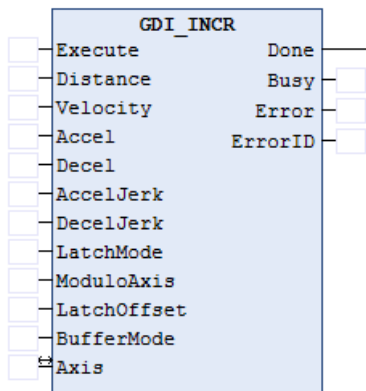 GDI_INCR
Execute Done
Distance Busy
Velocity Error
Accel ErrorID
Decel
AccelJerk
DecelJerk
LatchMode
ModuloAxis
LatchOffset
BufferMode
Axis